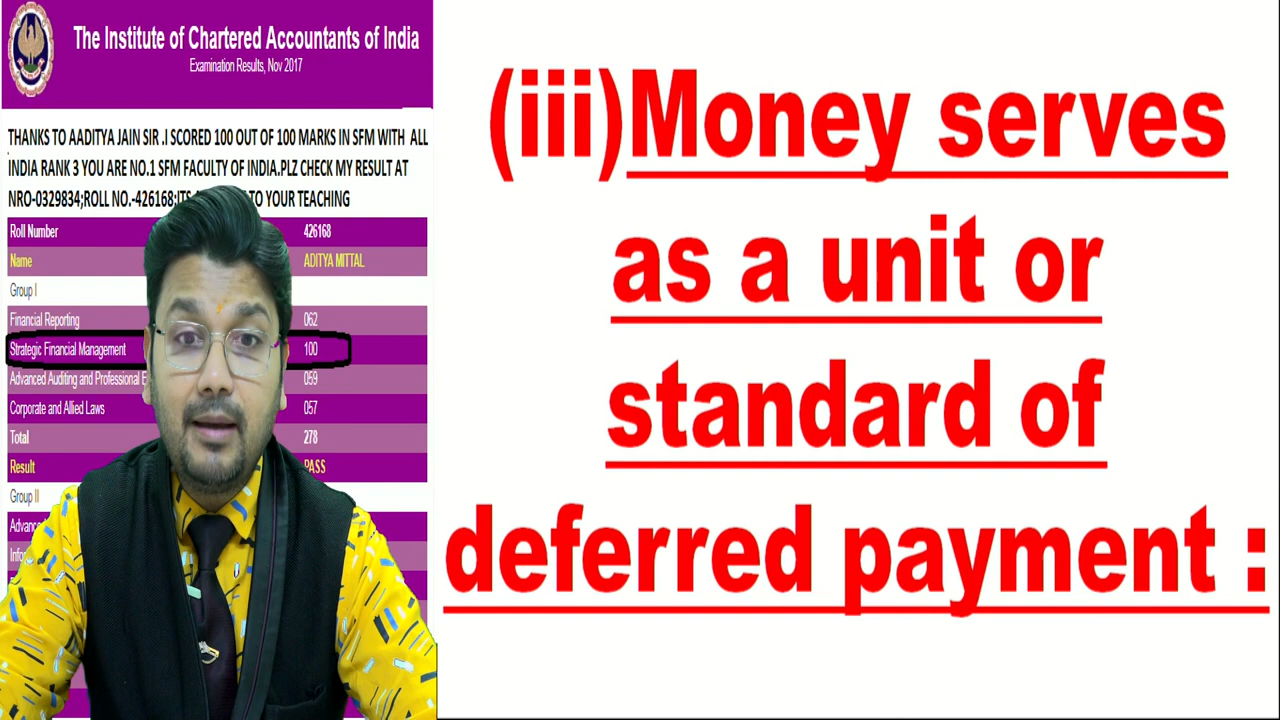 The Institute of Chartered Accountants of India
Examination Results, Nov 2017
THANKS TO AADITYA JAIN SIR .I SCORED 100 OUT OF 100 MARKS IN SFM WITH ALL
INDIA RANK 3 YOU ARE NO.1 SFM FACULTY OF INDIA.PLZ CHECK MY RESULT AT
NRO-0329834;ROLL NO.-426168;ITS TO YOUR TEACHING
Roll Number 426168
Name ADITYA MITTAL
Group I
Financial Reporting 062
Strategic Financial Management 100
Advanced Auditing and Professional 059
Corporate and Allied Laws 057
Total 278
Result PASS
Group II
(iii)Money serves
as a unit or
standard of
deferred payment :